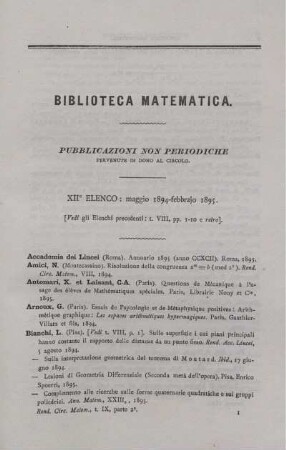 BIBLIOTECA MATEMATICA.
PUBBLICAZIONI NON PERIODICHE
PERVENUTE IN DONO AL CIRCOLO.
XII° ELENCO: maggio 1894-febbrajo 1895.
[Vedi gli Elenchi precedenti: t. VIII, pp. 1-10 e retro].
Accademia dei Lincei (Roma). Annuario 1895 (anno CCXCII). Roma, 1895.
Amici, N. (Montecassino). Risoluzione della congruenza Rend.
Circ. Matem., VIII, 1894.
Antomari, X. et Laisant, C.A. (Paris). Questions de Mécanique à l'u-
sage des élèves de Mathématiques spéciales. Paris, Librairie Nony et Cie,
1895.
Arnoux, G. (Paris). Essais de Psycologie et de Métaphysique positives: Arith-
métique graphique: Les espaces arithmétiques hypermagiques. Paris, Gauthier-
Villars et fils, 1894.
Bianchi, L. (Pisa). [Vedi t. VIII, p. 1]. Sulle superficie i cui piani principali
hanno costante il rapporto delle distanze da un punto fisso. Rend. Acc. Lincei,
5 agosto 1894.
— Sulla interpretazione geometrica del teorema di Moutard. Ibid., 17 giu-
gno 1894.
— Lezioni di Geometria Differenziale (Seconda metà dell'opera). Pisa, Enrico
Spoerri, 1894.
— Complemento alle ricerche sulle forme quaternarie quadratiche e sui gruppi
poliedrici. Ann. Matem., XXIII, 1895.
Rend. Circ. Matem., t. IX, parte 2ª. 1